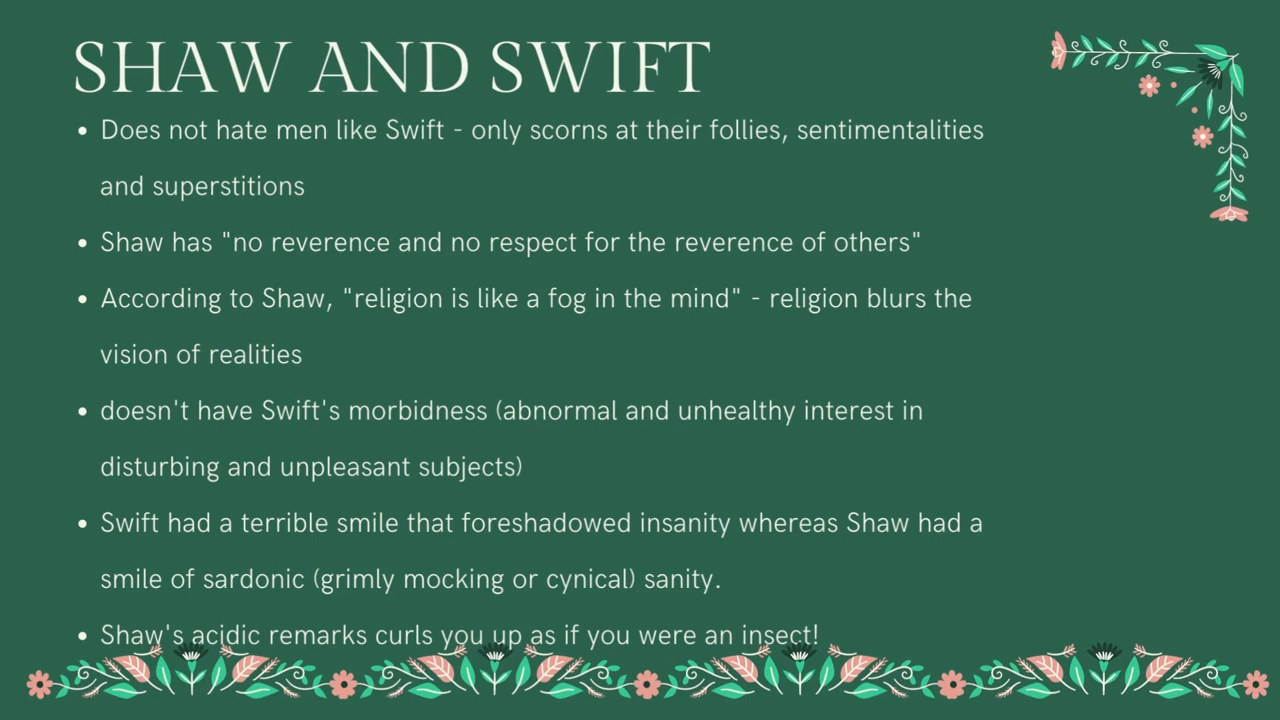 SHAW AND SWIFT
• Does not hate men like Swift - only scorns at their follies, sentimentalities
and superstitions
• Shaw has "no reverence and no respect for the reverence of others"
• According to Shaw, "religion is like a fog in the mind" - religion blurs the
vision of realities
• doesn't have Swift's morbidness (abnormal and unhealthy interest in
disturbing and unpleasant subjects)
• Swift had a terrible smile that foreshadowed insanity whereas Shaw had a
smile of sardonic (grimly mocking or cynical) sanity.
• Shaw's acidic remarks curls you up as if you were an insect!